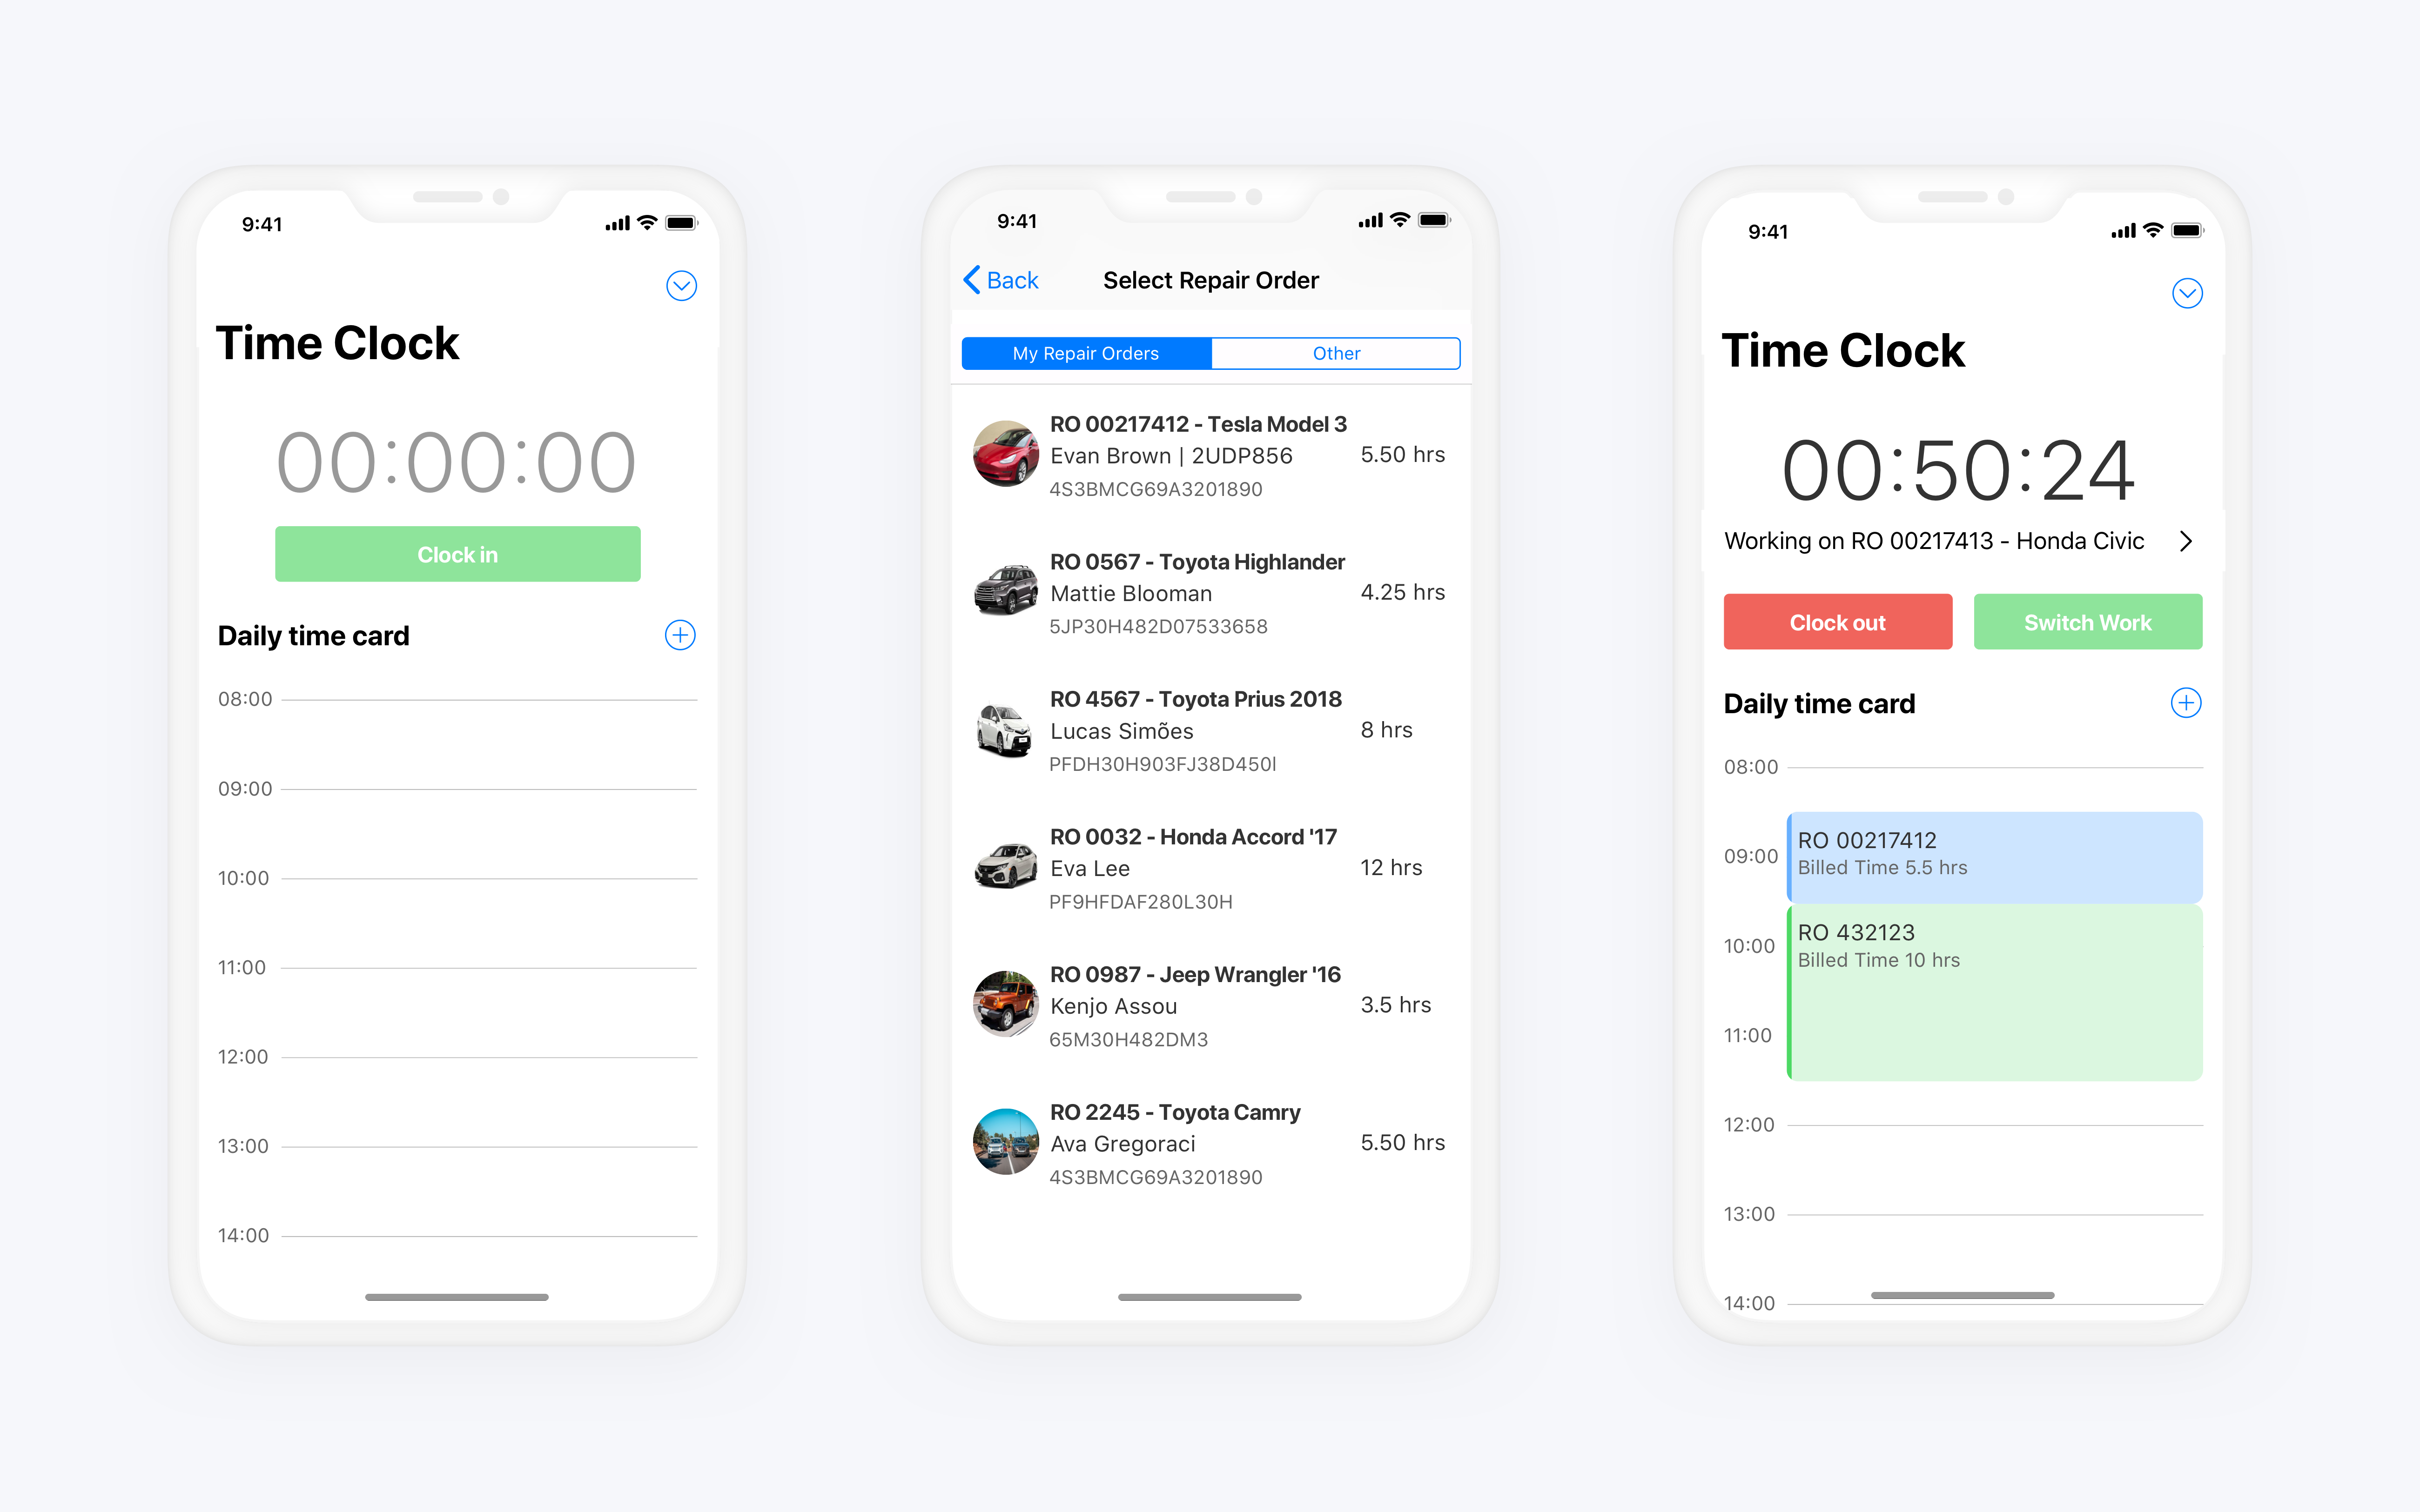 9:41
Time Clock
00:00:00
Clock in
Daily time card
08:00
09:00
10:00
11:00
12:00
13:00
14:00
9:41
Back
Select Repair Order
My Repair Orders
Other
RO 00217412 - Tesla Model 3
Evan Brown | 2UDP856
5.50 hrs
4S3BMCG69A3201890
RO 0567 - Toyota Highlander
Mattie Blooman
4.25 hrs
5JP30H482D07533658
RO 4567 - Toyota Prius 2018
Lucas Simões
8 hrs
PFDH30H903FJ38D450l
RO 0032 - Honda Accord '17
Eva Lee
12 hrs
PF9HFDAF280L30H
RO 0987 - Jeep Wrangler '16
Kenjo Assou
3.5 hrs
65M30H482DM3
RO 2245 - Toyota Camry
Ava Gregoraci
5.50 hrs
4S3BMCG69A3201890
9:41
Time Clock
00:50:24
Working on RO 00217413 - Honda Civic
Clock out
Switch Work
Daily time card
08:00
RO 00217412
09:00
Billed Time 5.5 hrs
RO 432123
10:00
Billed Time 10 hrs
11:00
12:00
13:00
14:00